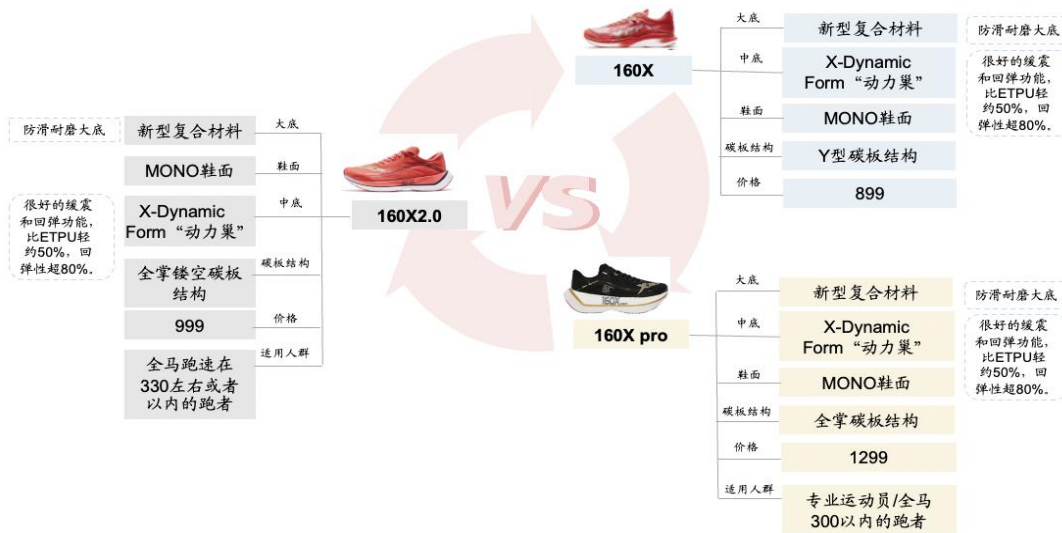 防滑耐磨大底
新型复合材料
大底
MONO鞋面
鞋面
很好的缓震
和回弹功能，
比ETPU轻
约50%，回
弹性超80%。
X-Dynamic
Form“动力巢”
中底
全掌镂空碳板
结构
碳板结构
999
价格
全马跑速在
330左右或者
以内的跑者
适用人群
160X2.0
VS
160X
大底
新型复合材料
防滑耐磨大底
中底
X-Dynamic
Form“动力巢”
很好的缓震
和回弹功能，
比ETPU轻
约50%，回
弹性超80%。
鞋面
MONO鞋面
碳板结构
Y型碳板结构
价格
899
160X
160X pro
大底
新型复合材料
防滑耐磨大底
中底
X-Dynamic
Form“动力巢”
很好的缓震
和回弹功能，
比ETPU轻
约50%，回
弹性超80%。
鞋面
MONO鞋面
碳板结构
全掌碳板结构
价格
1299
适用人群
专业运动员/全马
300以内的跑者